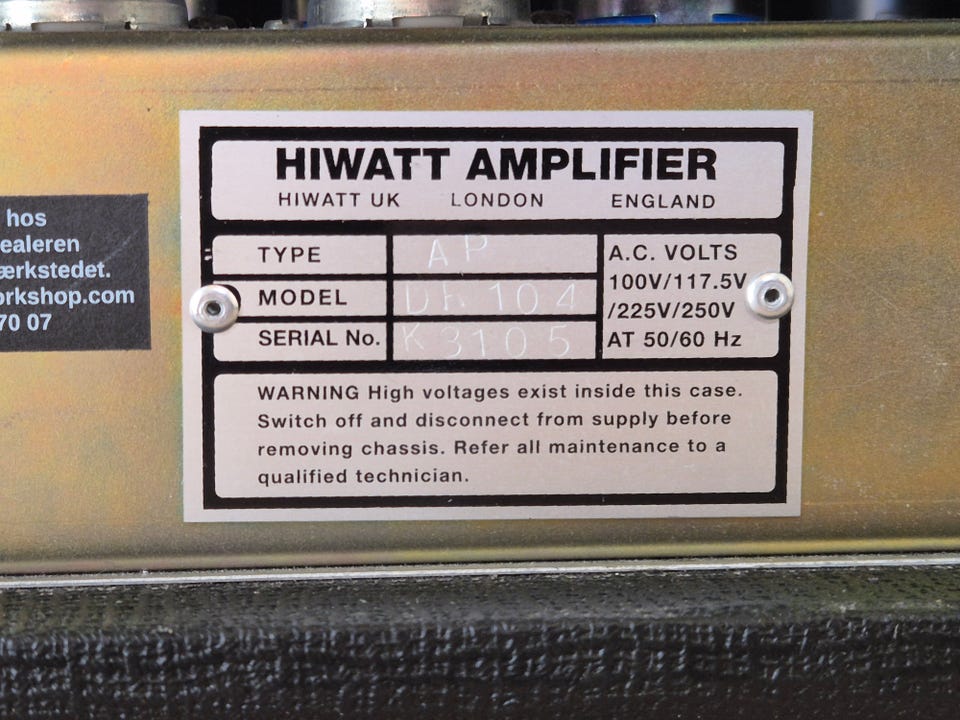 HIWATT AMPLIFIER
HIWATT UK LONDON ENGLAND
TYPE AP
MODEL DR 104
SERIAL No. K3105
A.C. VOLTS
100V/117.5V
/225V/250V
AT 50/60 Hz
WARNING High voltages exist inside this case.
Switch off and disconnect from supply before
removing chassis. Refer all maintenance to a
qualified technician.
hos
ealeren
ærkstedet.
orkshop.com
70 07